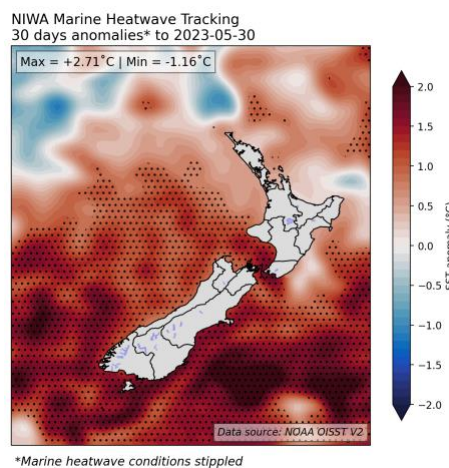 NIWA Marine Heatwave Tracking
30 days anomalies* to 2023-05-30
Max = +2.71˚C | Min = -1.16˚C
2.0
1.5
1.0
0.5
0.0
−0.5
−1.0
−1.5
−2.0
SST anomaly (°C)
Data source: NOAA OISST V2
*Marine heatwave conditions stippled